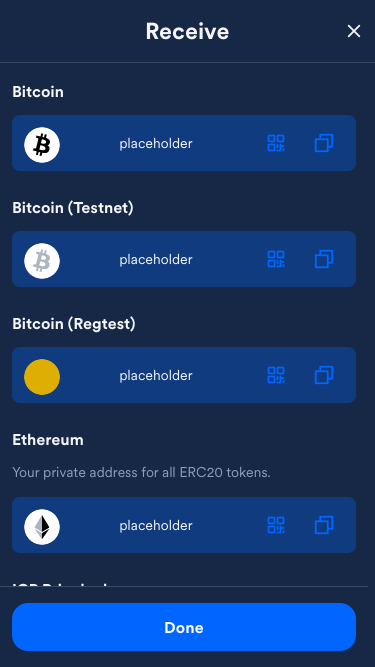 Receive
Bitcoin
placeholder
Bitcoin (Testnet)
placeholder
Bitcoin (Regtest)
placeholder
Ethereum
Your private address for all ERC20 tokens.
placeholder
Done